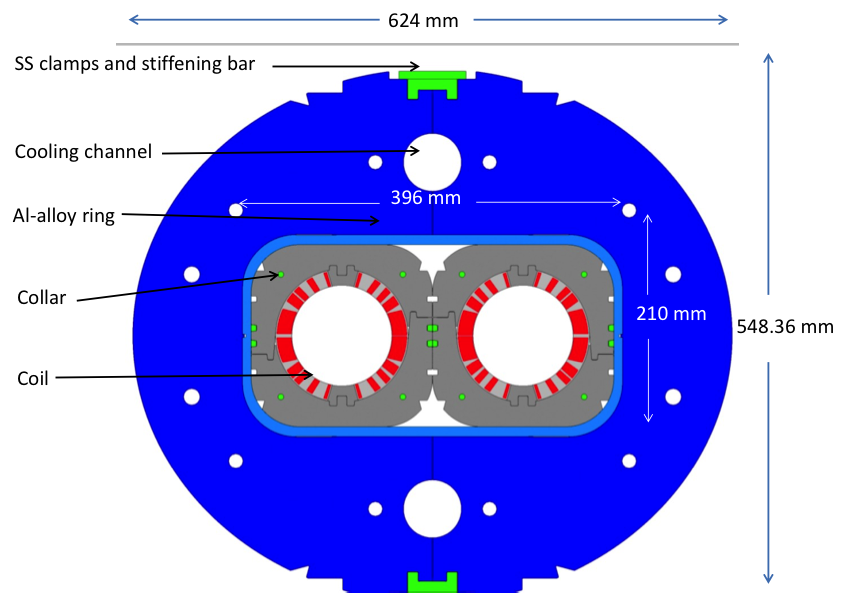 624 mm
SS clamps and stiffening bar
Cooling channel
396 mm
Al-alloy ring
Collar
210 mm
548.36 mm
Coil